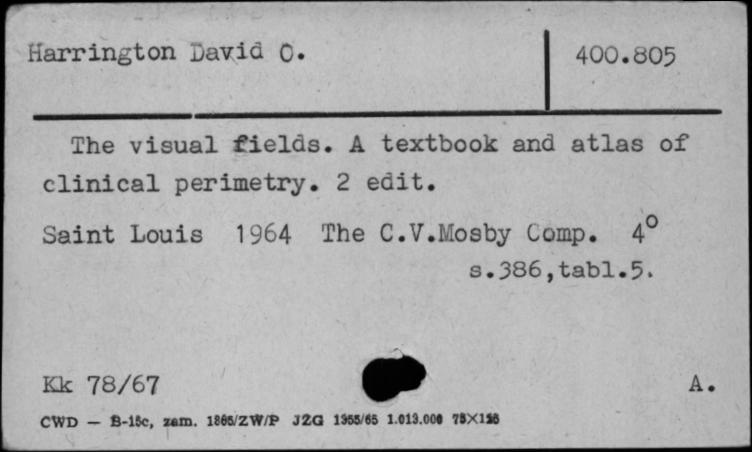 Harrington David O.
400.805
The visual fields. A textbook and atlas of
clinical perimetry. 2 edit.
Saint Louis 1964 The C.V.Mosby Comp. 4°
s.386,tabl.5.
Kk 78/67
A.
CWD — B-15c, zam. 1865/ZW/P JZG 1355/65 1.013.000 75X125